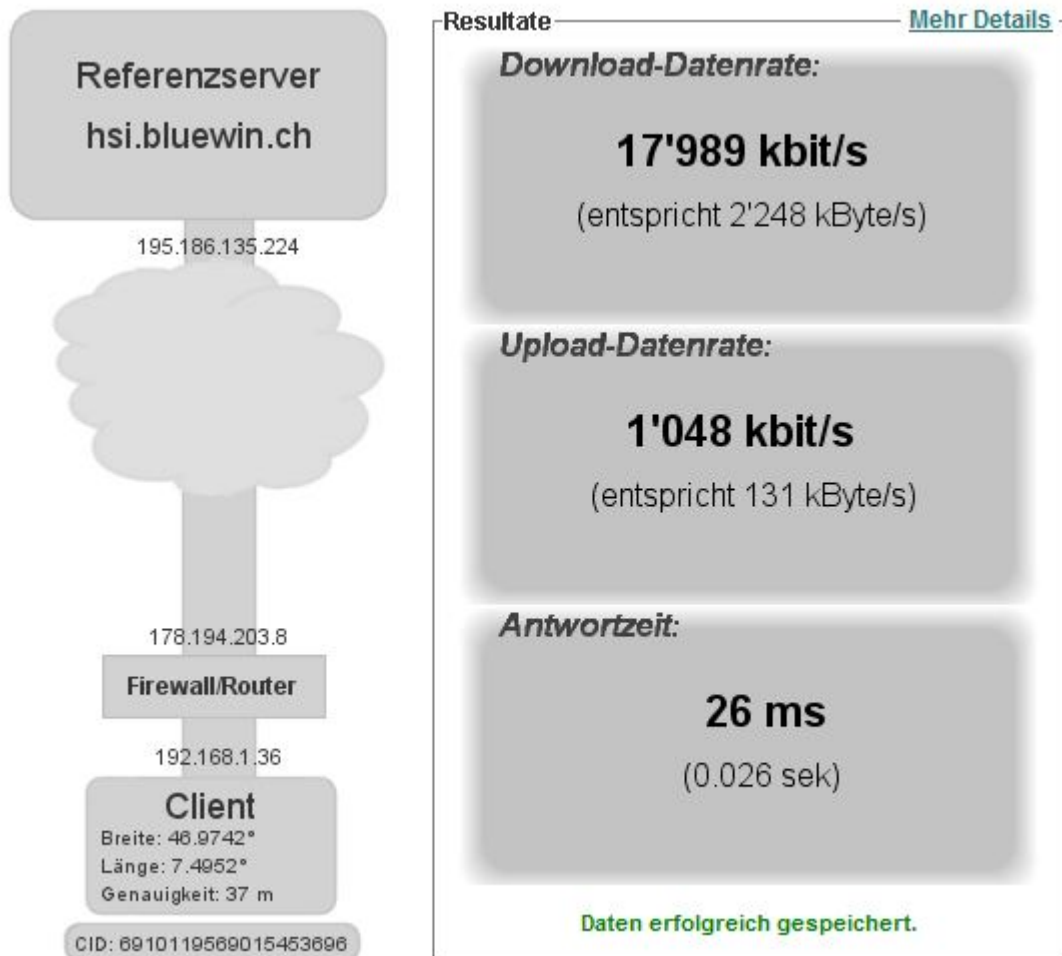 Referenzserver
hsi.bluewin.ch
195.186.135.224
178.194.203.8
Firewall/Router
192.168.1.36
Client
Breite: 46.9742°
Länge: 7.4952°
Genauigkeit: 37 m
CID: 69101195690154536​96
Resultate
Mehr Details
Download-Datenrate:
17'989 kbit/s
(entspricht 2'248 kByte/s)
Upload-Datenrate:
1'048 kbit/s
(entspricht 131 kByte/s)
Antwortzeit:
26 ms
(0.026 sek)
Daten erfolgreich gespeichert.